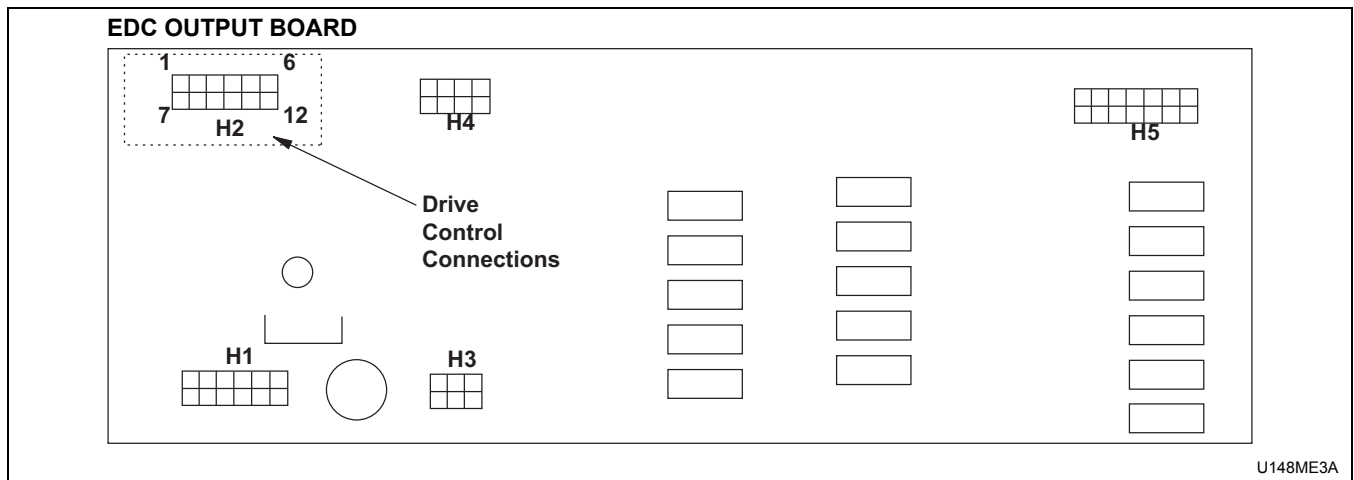 EDC OUTPUT BOARD
1 6
7 12
H2
H4
H5
Drive
Control
Connections
H1
H3
U148ME3A